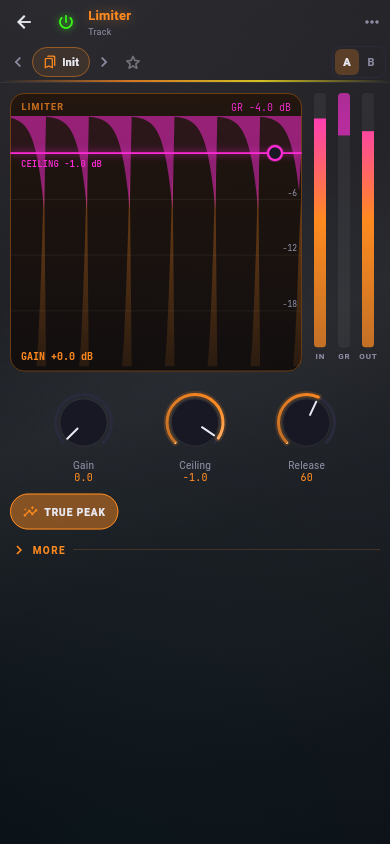 Limiter
Track
Init
A B
LIMITER GR -4.0 dB
CEILING -1.0 dB
-6
-12
-18
GAIN +0.0 dB
IN GR OUT
Gain Ceiling Release
0.0 -1.0 60
TRUE PEAK
MORE